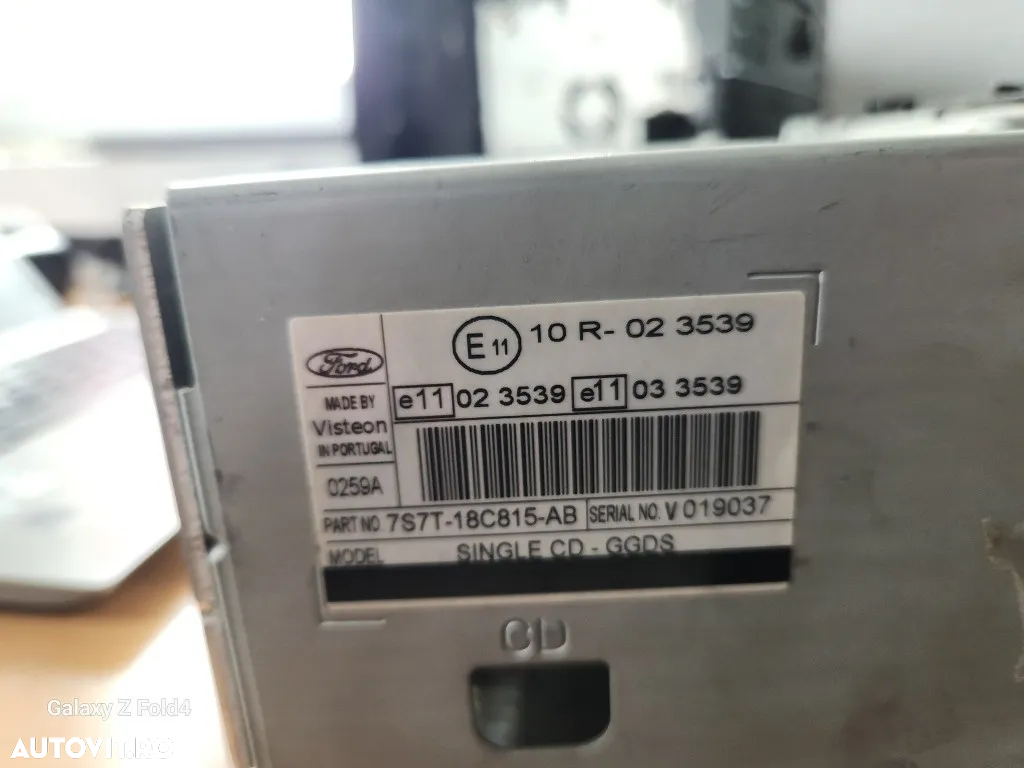 E 11 10 R- 02 3539
Ford
e11 02 3539 e11 03 3539
MADE BY
Visteon
IN PORTUGAL
0259A
PART NO. 7S7T-18C815-AB SERIAL NO. V 019037
MODEL SINGLE CD - GGDS
CD
Galaxy Z Fold4
AUTOVIT.RO